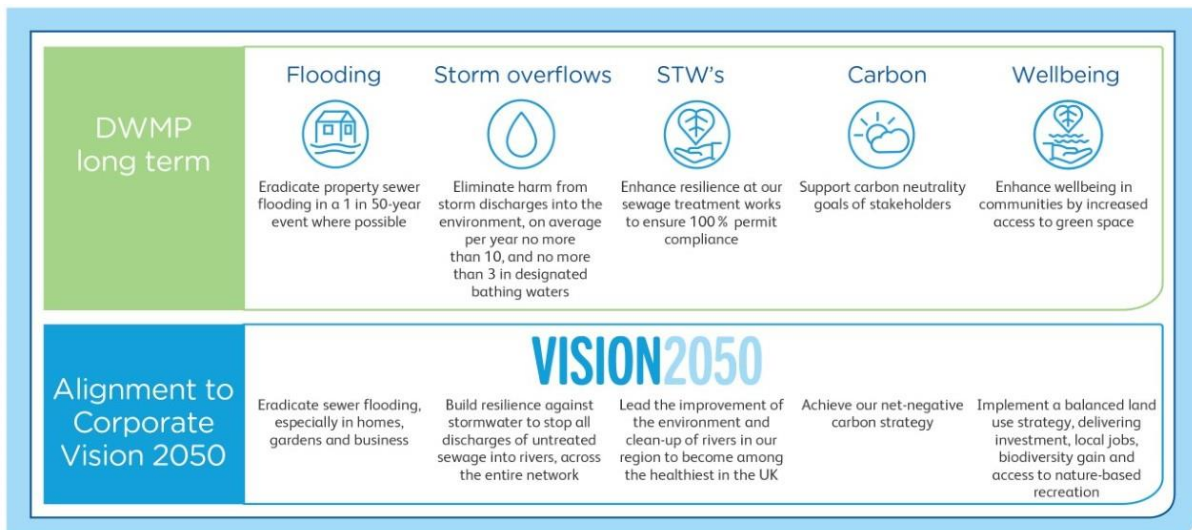 DWMP
long term
Flooding
Eradicate property sewer
flooding in a 1 in 50-year
event where possible
Storm overflows
Eliminate harm from
storm discharges into the
environment, on average
per year no more
than 10, and no more
than 3 in designated
bathing waters
STW's
Enhance resilience at our
sewage treatment works
to ensure 100% permit
compliance
Carbon
Support carbon neutrality
goals of stakeholders
Wellbeing
Enhance wellbeing in
communities by increased
access to green space
Alignment to
Corporate
Vision 2050
VISION2050
Eradicate sewer flooding,
especially in homes,
gardens and business
Build resilience against
stormwater to stop all
discharges of untreated
sewage into rivers, across
the entire network
Lead the improvement of
the environment and
clean-up of rivers in our
region to become among
the healthiest in the UK
Achieve our net-negative
carbon strategy
Implement a balanced land
use strategy, delivering
investment, local jobs,
biodiversity gain and
access to nature-based
recreation